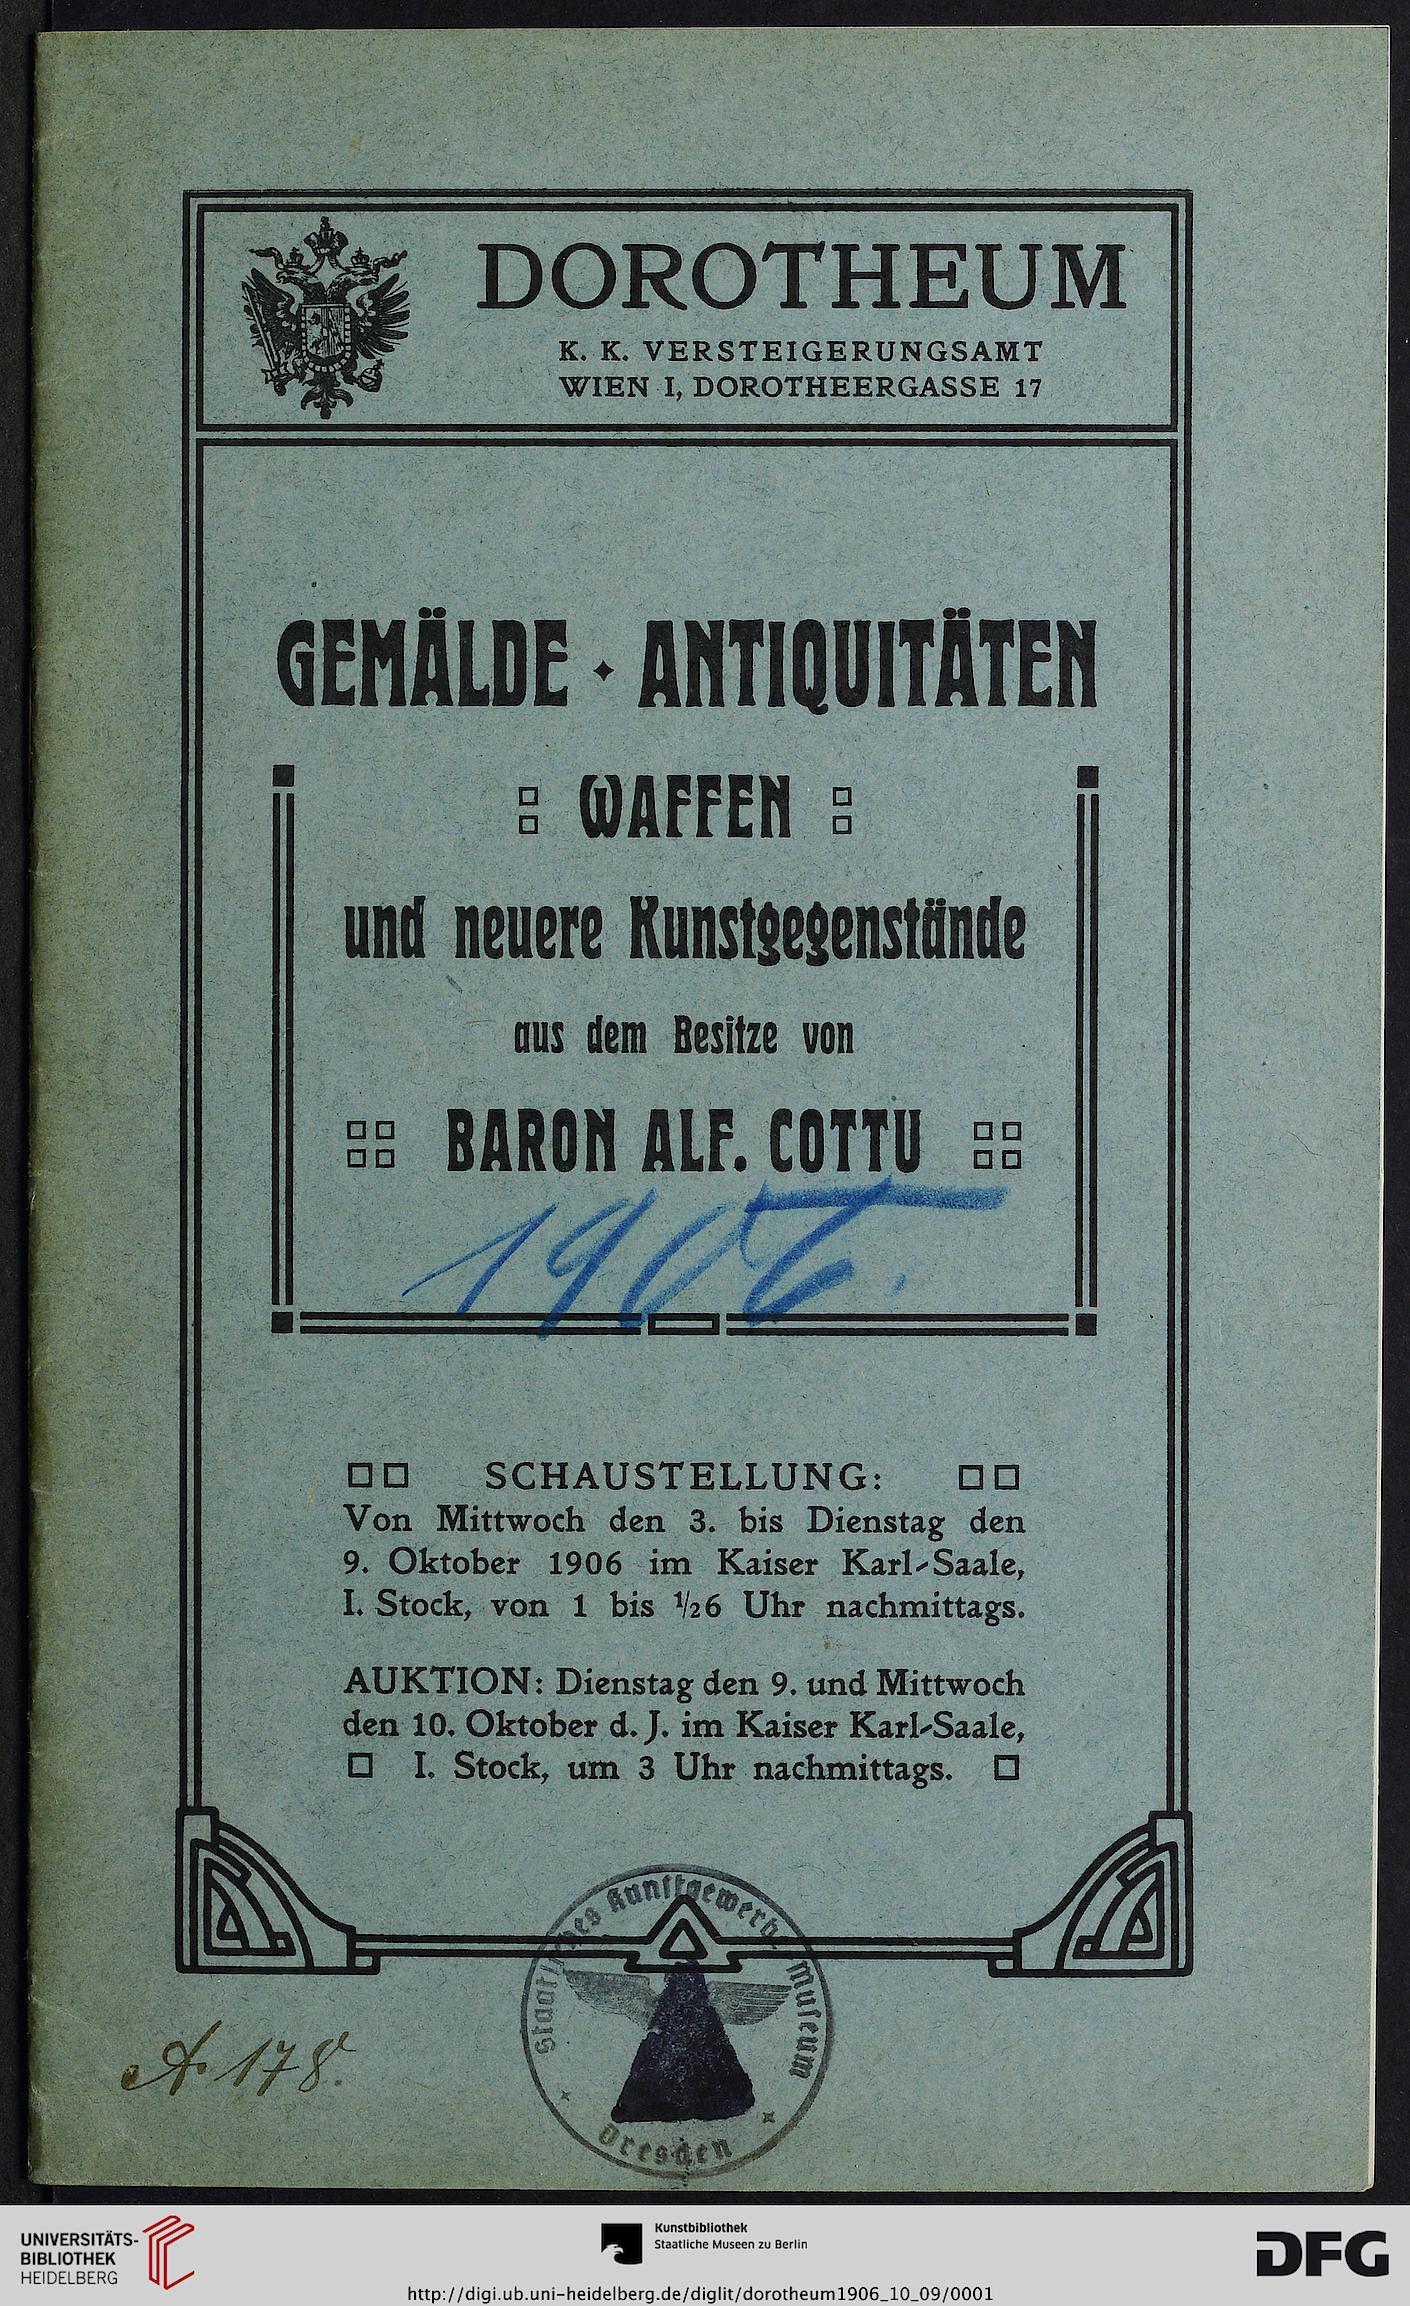 DOROTHEUM
K. K. VERSTEIGERUNGSAMT
WIEN I, DOROTHEERGASSE 17
GEMÄLDE · ANTIQUITÄTEN
WAFFEN
und neuere Kunstgegenstände
aus dem Besitze von
BARON ALF. COTTU
1906.
SCHAUSTELLUNG:
Von Mittwoch den 3. bis Dienstag den
9. Oktober 1906 im Kaiser Karl-Saale,
I. Stock, von 1 bis ½6 Uhr nachmittags.
AUKTION: Dienstag den 9. und Mittwoch
den 10. Oktober d. J. im Kaiser Karl-Saale,
I. Stock, um 3 Uhr nachmittags.
Staatliches Kunstgewerbe-Museum
Dresden
A. 178.
UNIVERSITÄTS-
BIBLIOTHEK
HEIDELBERG
Kunstbibliothek
Staatliche Museen zu Berlin
DFG
http://digi.ub.uni-heidelberg.de/diglit/dorotheum1906_10_09/0001